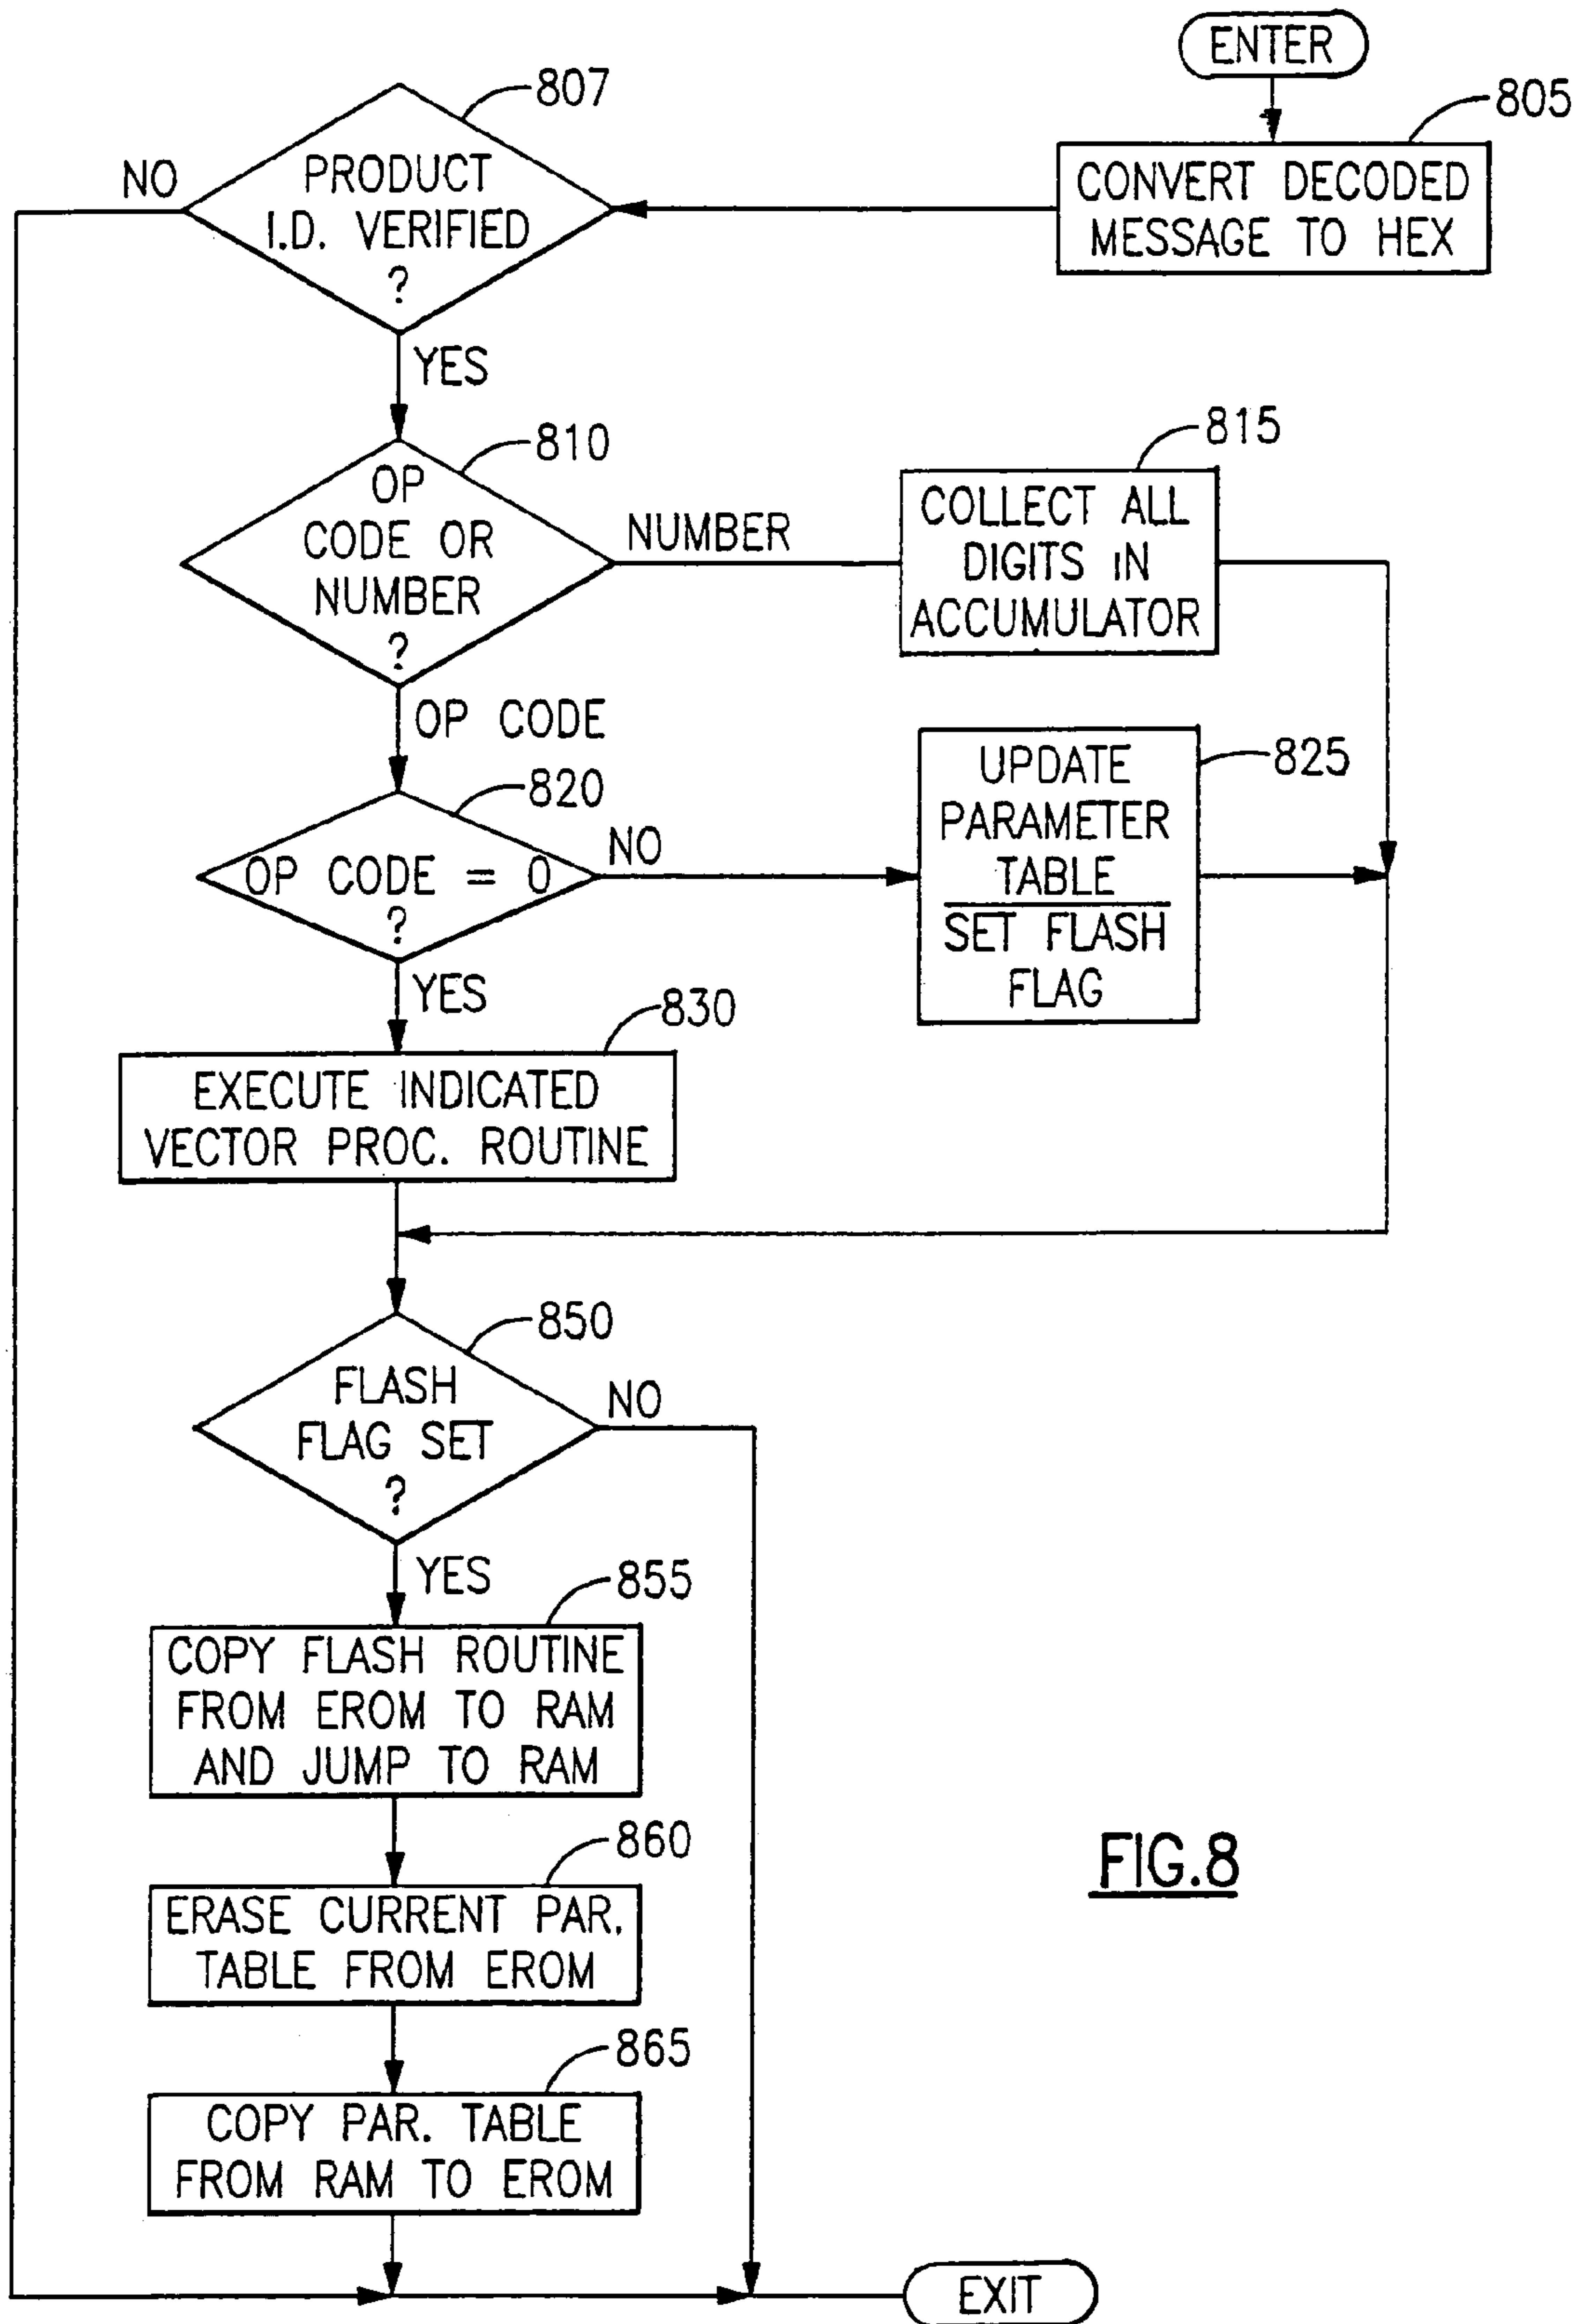 ENTER
805
CONVERT DECODED
MESSAGE TO HEX
807
PRODUCT
I.D. VERIFIED
?
NO
YES
810
OP
CODE OR
NUMBER
?
NUMBER
815
COLLECT ALL
DIGITS IN
ACCUMULATOR
OP CODE
820
OP CODE = 0
?
NO
825
UPDATE
PARAMETER
TABLE
SET FLASH
FLAG
YES
830
EXECUTE INDICATED
VECTOR PROC. ROUTINE
850
FLASH
FLAG SET
?
NO
YES
855
COPY FLASH ROUTINE
FROM EROM TO RAM
AND JUMP TO RAM
860
ERASE CURRENT PAR.
TABLE FROM EROM
865
COPY PAR. TABLE
FROM RAM TO EROM
EXIT
FIG.8